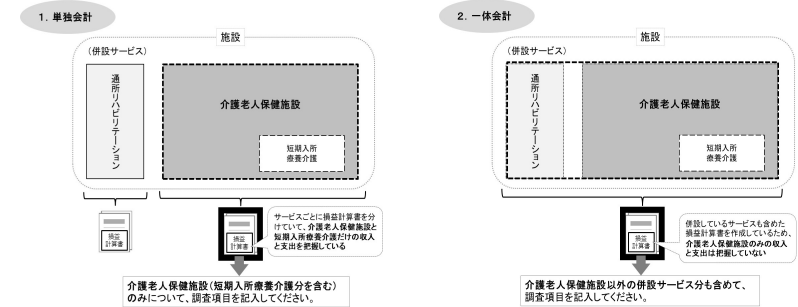 1. 単独会計
施設
（併設サービス）
通所リハビリテーション
介護老人保健施設
短期入所
療養介護
損益
計算書
損益
計算書
サービスごとに損益計算書を分
けていて、介護老人保健施設と
短期入所療養介護だけの収入
と支出を把握している
介護老人保健施設（短期入所療養介護分を含む）
のみについて、調査項目を記入してください。
2. 一体会計
施設
（併設サービス）
通所リハビリテーション
介護老人保健施設
短期入所
療養介護
損益
計算書
併設しているサービスも含めた
損益計算書を作成しているため、
介護老人保健施設のみの収入
と支出は把握していない
介護老人保健施設以外の併設サービス分も含めて、
調査項目を記入してください。